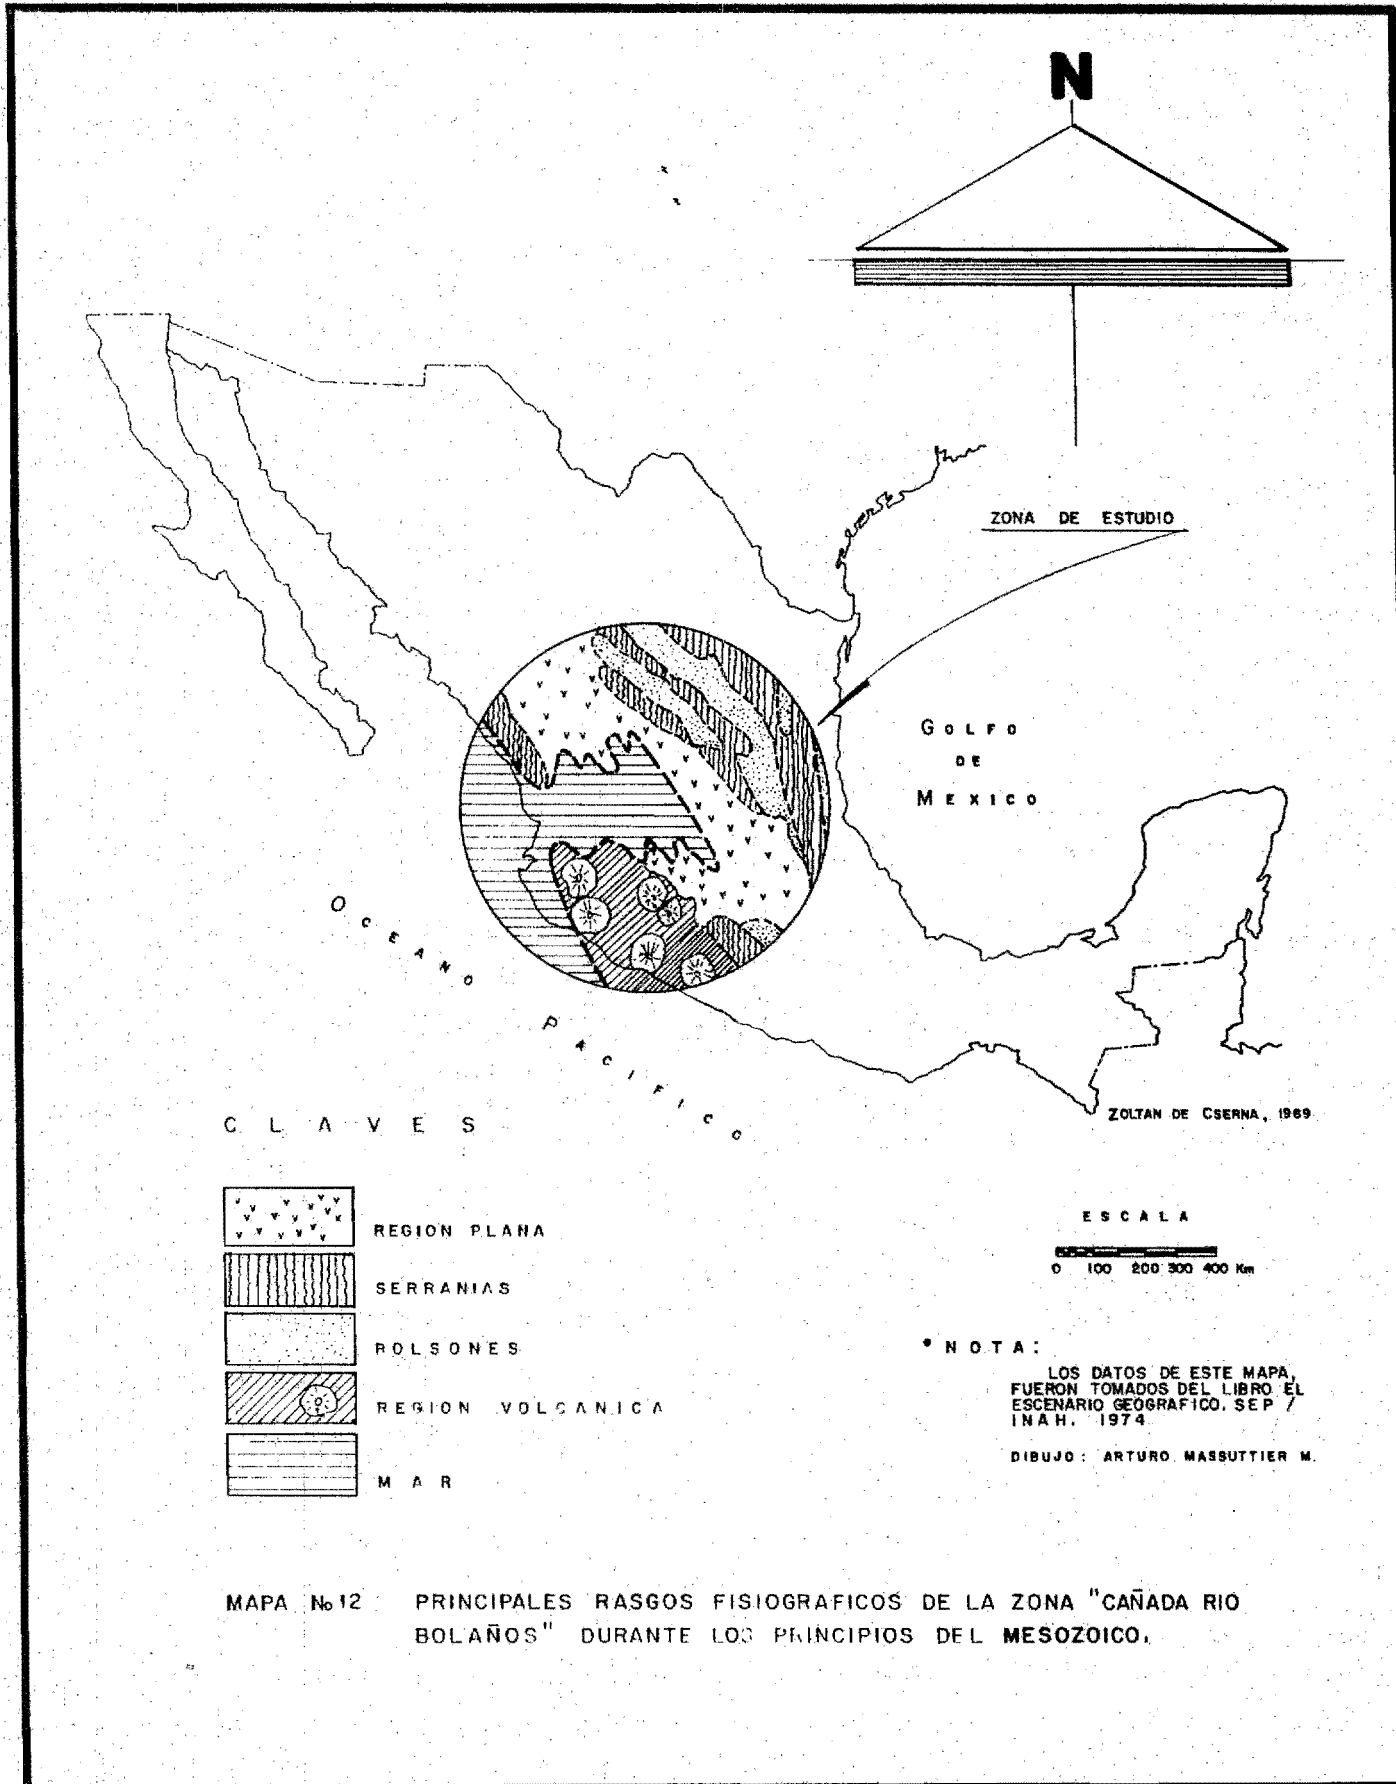 N
ZONA DE ESTUDIO
GOLFO
DE
MEXICO
OCEANO PACIFICO
ZOLTAN DE CSERNA, 1969
CLAVES
REGION PLANA
SERRANIAS
BOLSONES
REGION VOLCANICA
MAR
ESCALA
0 100 200 300 400 Km
* NOTA:
LOS DATOS DE ESTE MAPA,
FUERON TOMADOS DEL LIBRO EL
ESCENARIO GEOGRAFICO. SEP /
INAH. 1974
DIBUJO: ARTURO MASSUTTIER M.
MAPA No 12 PRINCIPALES RASGOS FISIOGRAFICOS DE LA ZONA "CAÑADA RIO
BOLAÑOS" DURANTE LOS PRINCIPIOS DEL MESOZOICO.